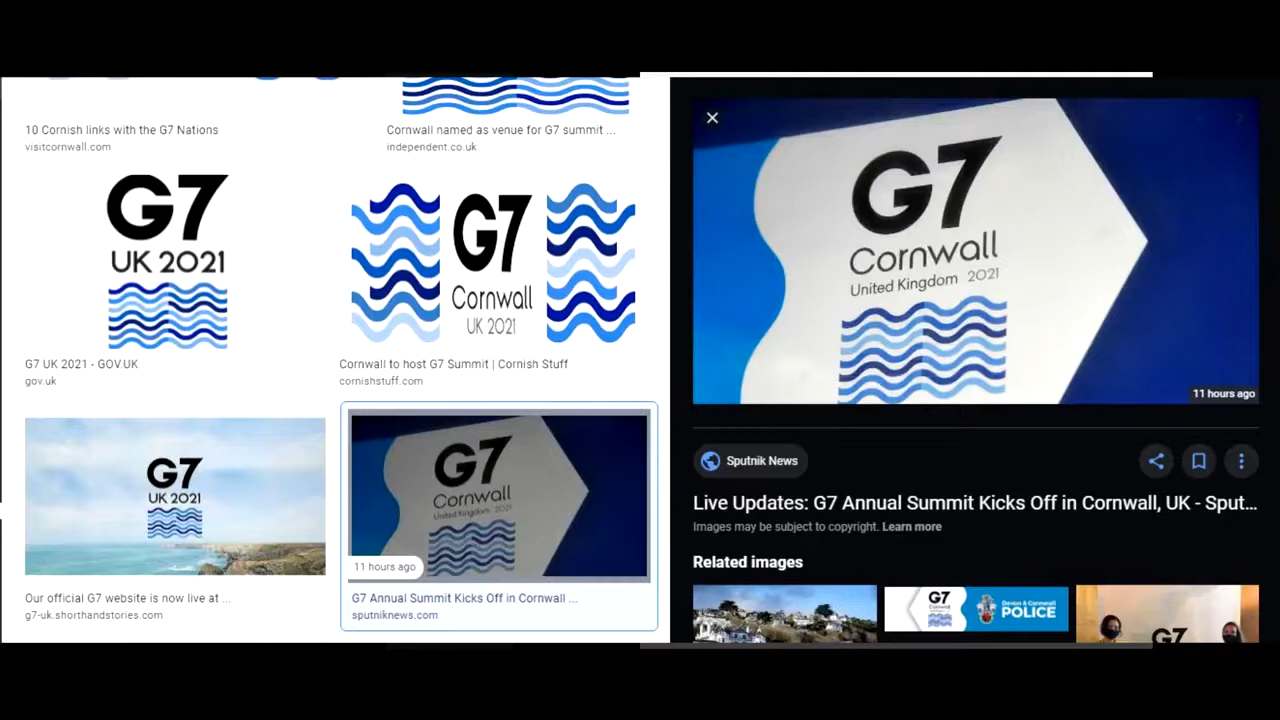 10 Cornish links with the G7 Nations
visitcornwall.com
Cornwall named as venue for G7 summit ...
independent.co.uk
G7
UK 2021
G7 UK 2021 - GOV.UK
gov.uk
G7
Cornwall
UK 2021
Cornwall to host G7 Summit | Cornish Stuff
cornishstuff.com
G7
UK 2021
Our official G7 website is now live at ...
g7-uk.shorthandstories.com
G7
Cornwall
United Kingdom 2021
11 hours ago
G7 Annual Summit Kicks Off in Cornwall ...
sputniknews.com
G7
Cornwall
United Kingdom 2021
11 hours ago
Sputnik News
Live Updates: G7 Annual Summit Kicks Off in Cornwall, UK - Sput...
Images may be subject to copyright. Learn more
Related images
G7
Cornwall
Devon & Cornwall
POLICE
G7